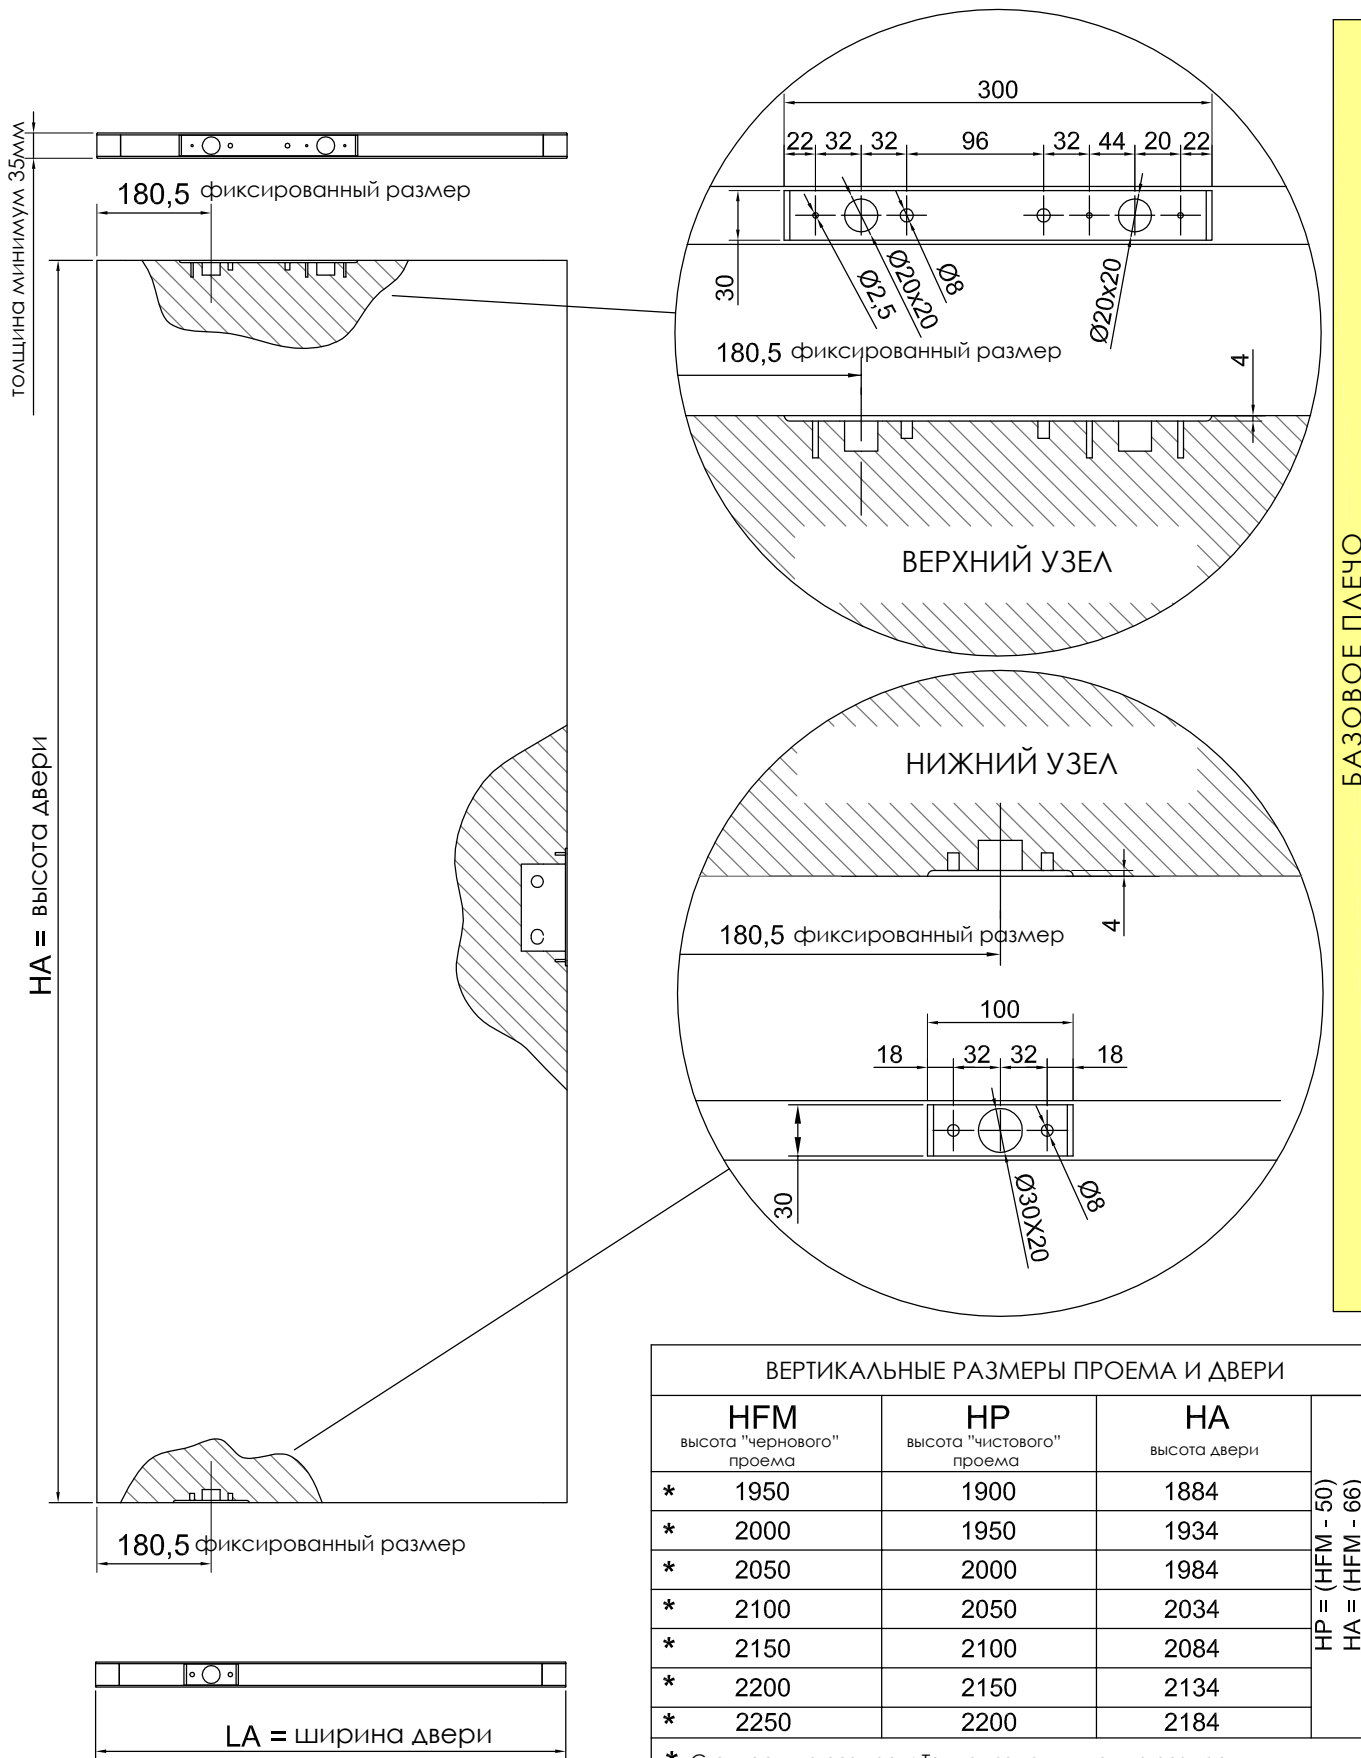 толщина минимум 35мм
180,5 фиксированный размер
HA = высота двери
180,5 фиксированный размер
LA = ширина двери
300
22 32 32 96 32 44 20 22
30
Ø2,5
Ø20x20
Ø8
Ø20x20
180,5 фиксированный размер
4
ВЕРХНИЙ УЗЕЛ
НИЖНИЙ УЗЕЛ
180,5 фиксированный размер
4
100
18 32 32 18
30
Ø30X20
Ø8
БАЗОВОЕ ПЛЕЧО
ВЕРТИКАЛЬНЫЕ РАЗМЕРЫ ПРОЕМА И ДВЕРИ
HFM HP HA
высота "чернового" высота "чистового" высота двери
проема проема
* 1950 1900 1884
* 2000 1950 1934
* 2050 2000 1984
* 2100 2050 2034
* 2150 2100 2084
* 2200 2150 2134
* 2250 2200 2184
HP = (HFM - 50)
HA = (HFM - 66)
*